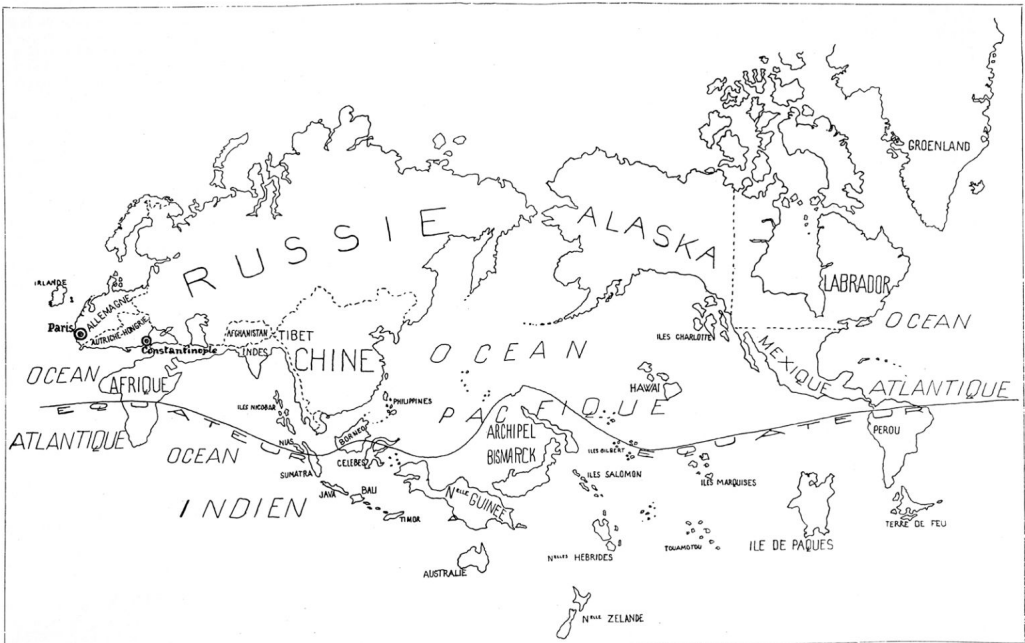 GROENLAND
RUSSIE
ALASKA
LABRADOR
IRLANDE
ALLEMAGNE
Paris
AUTRICHE-HONGRIE
Constantinople
AFGHANISTAN
TIBET
INDES
CHINE
OCEAN
PACIFIQUE
ILES CHARLOTTE
MEXIQUE
OCEAN
ATLANTIQUE
OCEAN
ATLANTIQUE
AFRIQUE
EQUATEUR
ILES NICOBAR
PHILIPPINES
HAWAI
OCEAN
INDIEN
NIAS
SUMATRA
BORNEO
CELEBES
JAVA
BALI
TIMOR
ARCHIPEL
BISMARCK
Nelle GUINEE
ILES GILBERT
EQUATEUR
ILES SALOMON
ILES MARQUISES
PEROU
TERRE DE FEU
ILE DE PAQUES
TOUAMOTOU
Nelles HEBRIDES
AUSTRALIE
Nelle ZELANDE